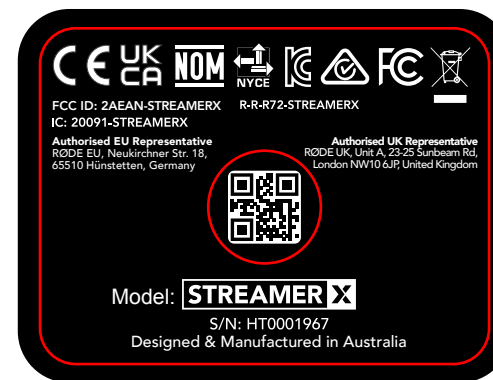 CE UK CA NOM NYCE FC
FCC ID: 2AEAN-STREAMERX R-R-R72-STREAMERX
IC: 20091-STREAMERX
Authorised EU Representative
RØDE EU, Neukirchner Str. 18,
65510 Hünstetten, Germany
Authorised UK Representative
RØDE UK, Unit A, 23-25 Sunbeam Rd,
London NW10 6JP, United Kingdom
Model: STREAMER X
S/N: HT0001967
Designed & Manufactured in Australia